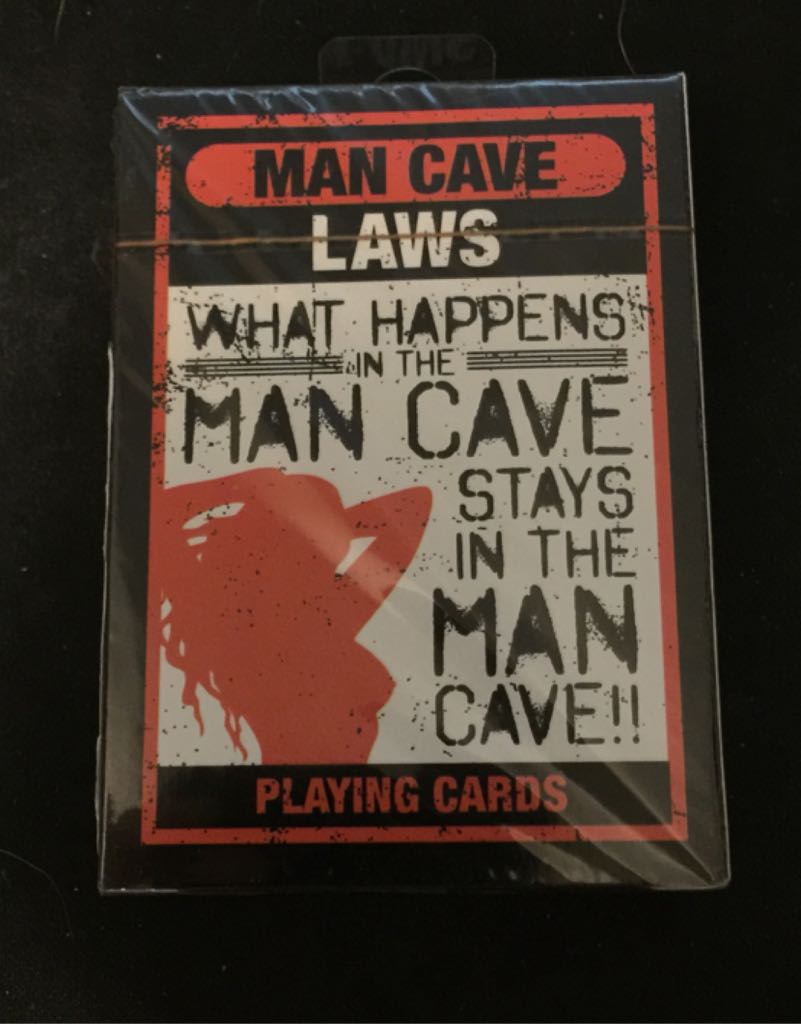 MAN CAVE
LAWS
WHAT HAPPENS
IN THE
MAN CAVE
STAYS
IN THE
MAN
CAVE!!
PLAYING CARDS